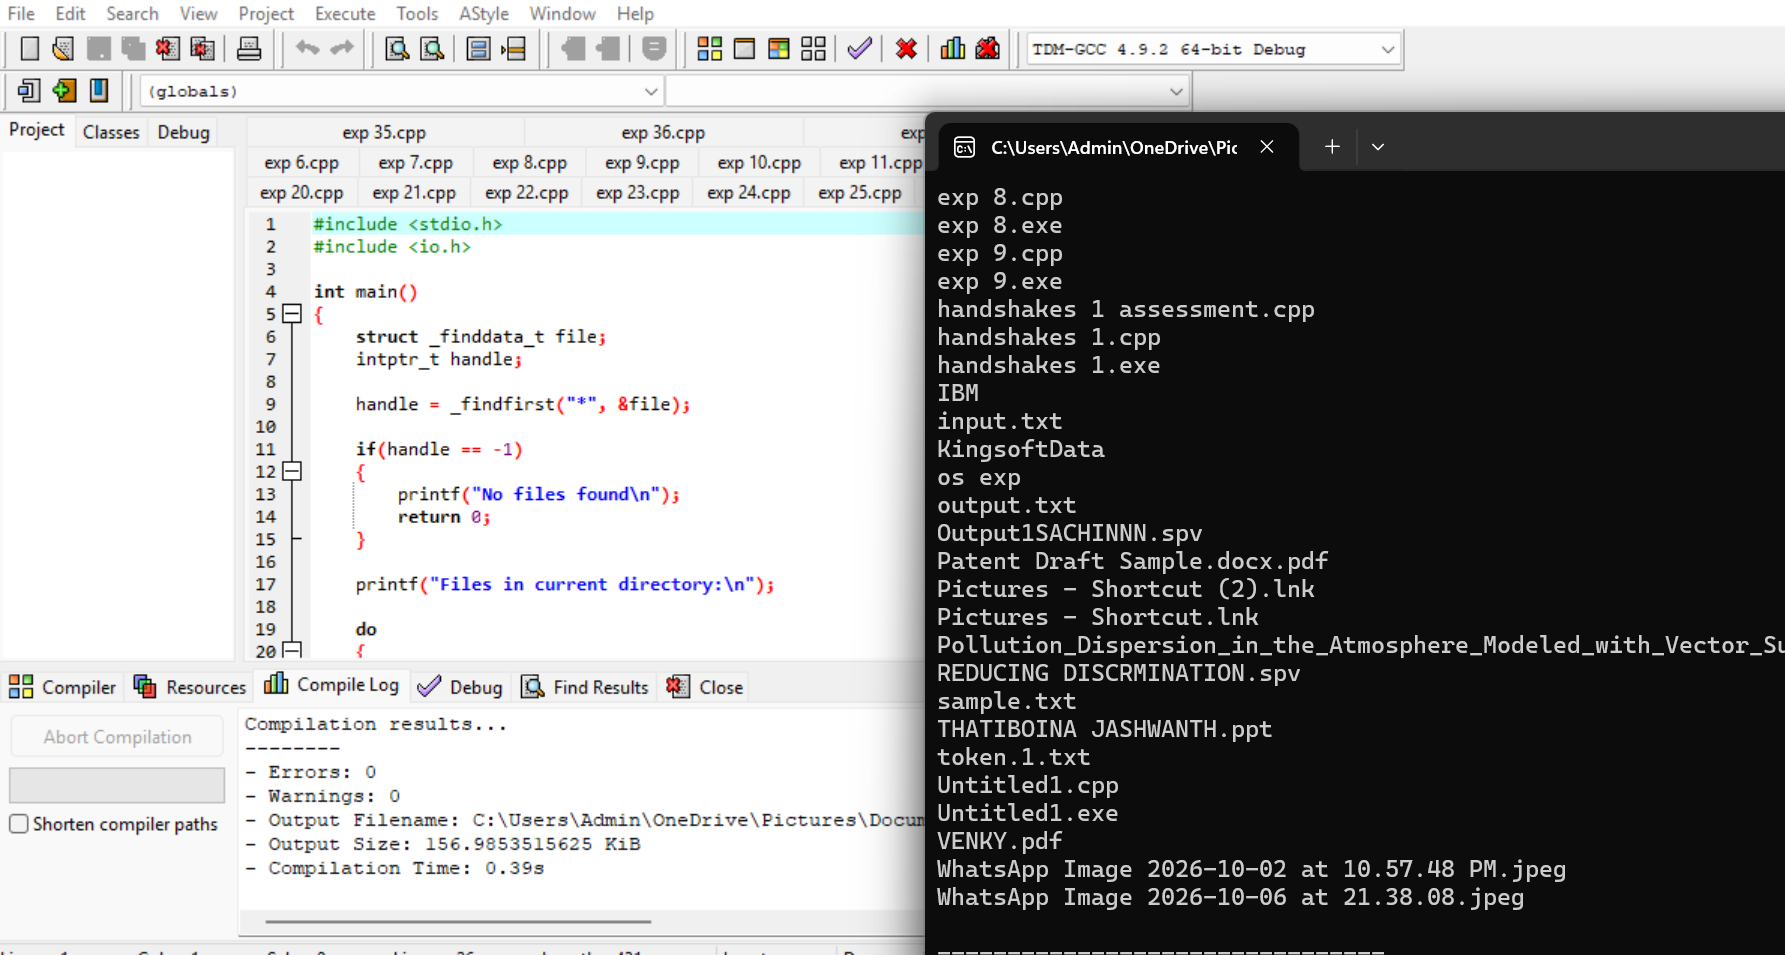 File Edit Search View Project Execute Tools AStyle Window Help
TDM-GCC 4.9.2 64-bit Debug
(globals)
Project Classes Debug
exp 35.cpp exp 36.cpp exp
exp 6.cpp exp 7.cpp exp 8.cpp exp 9.cpp exp 10.cpp exp 11.cpp
exp 20.cpp exp 21.cpp exp 22.cpp exp 23.cpp exp 24.cpp exp 25.cpp
1 #include <stdio.h>
2 #include <io.h>
3
4 int main()
5 {
6 struct _finddata_t file;
7 intptr_t handle;
8
9 handle = _findfirst("*", &file);
10
11 if(handle == -1)
12 {
13 printf("No files found\n");
14 return 0;
15 }
16
17 printf("Files in current directory:\n");
18
19 do
20 {
Compiler Resources Compile Log Debug Find Results Close
Abort Compilation
Shorten compiler paths
Compilation results...
--------
- Errors: 0
- Warnings: 0
- Output Filename: C:\Users\Admin\OneDrive\Pictures\Docum
- Output Size: 156.9853515625 KiB
- Compilation Time: 0.39s
C:\Users\Admin\OneDrive\Pic
exp 8.cpp
exp 8.exe
exp 9.cpp
exp 9.exe
handshakes 1 assessment.cpp
handshakes 1.cpp
handshakes 1.exe
IBM
input.txt
KingsoftData
os exp
output.txt
Output1SACHINNN.spv
Patent Draft Sample.docx.pdf
Pictures - Shortcut (2).lnk
Pictures - Shortcut.lnk
Pollution_Dispersion_in_the_Atmosphere_Modeled_with_Vector_Su
REDUCING DISCRMINATION.spv
sample.txt
THATIBOINA JASHWANTH.ppt
token.1.txt
Untitled1.cpp
Untitled1.exe
VENKY.pdf
WhatsApp Image 2026-10-02 at 10.57.48 PM.jpeg
WhatsApp Image 2026-10-06 at 21.38.08.jpeg